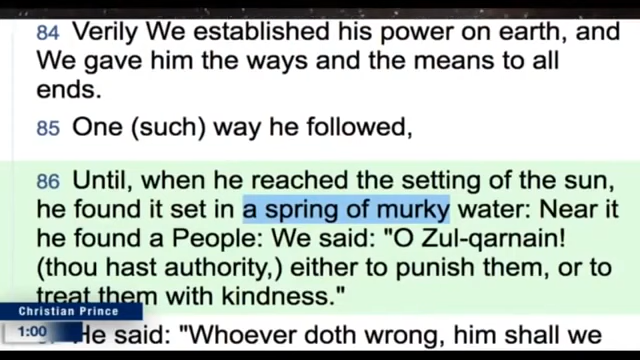 84 Verily We established his power on earth, and
We gave him the ways and the means to all
ends.
85 One (such) way he followed,
86 Until, when he reached the setting of the sun,
he found it set in a spring of murky water: Near it
he found a People: We said: "O Zul-qarnain!
(thou hast authority,) either to punish them, or to
treat them with kindness."
Christian Prince
1:00
He said: "Whoever doth wrong, him shall we